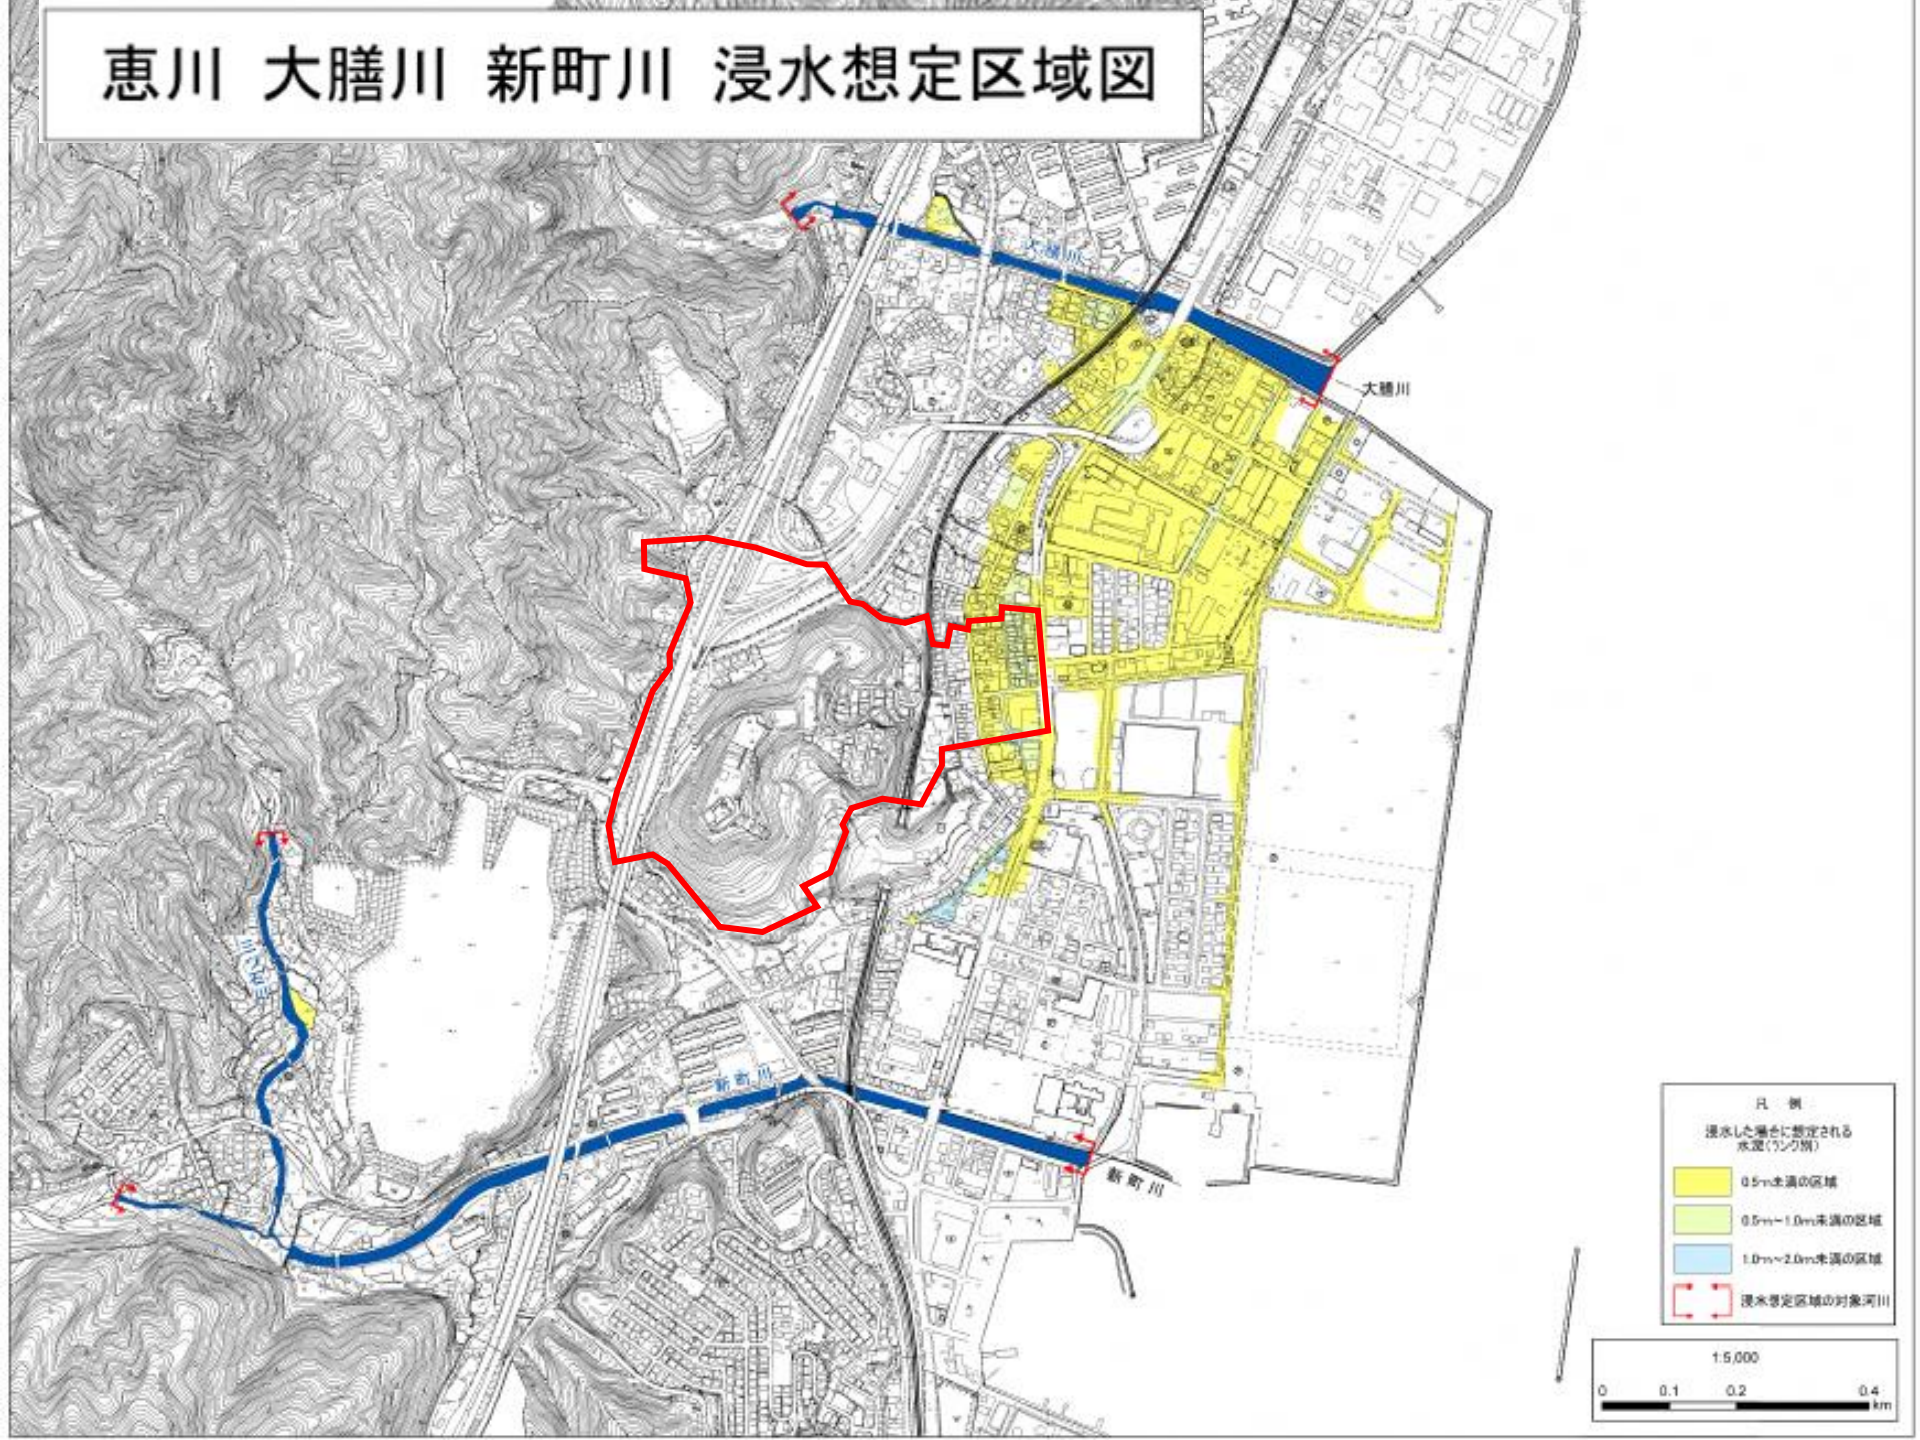 恵川 大膳川 新町川 浸水想定区域図
大膳川
大膳川
新町川
新町川
凡 例
浸水した場合に想定される
水深(ランク別)
0.5m未満の区域
0.5m~1.0m未満の区域
1.0m~2.0m未満の区域
浸水想定区域の対象河川
1:5,000
0 0.1 0.2 0.4
km